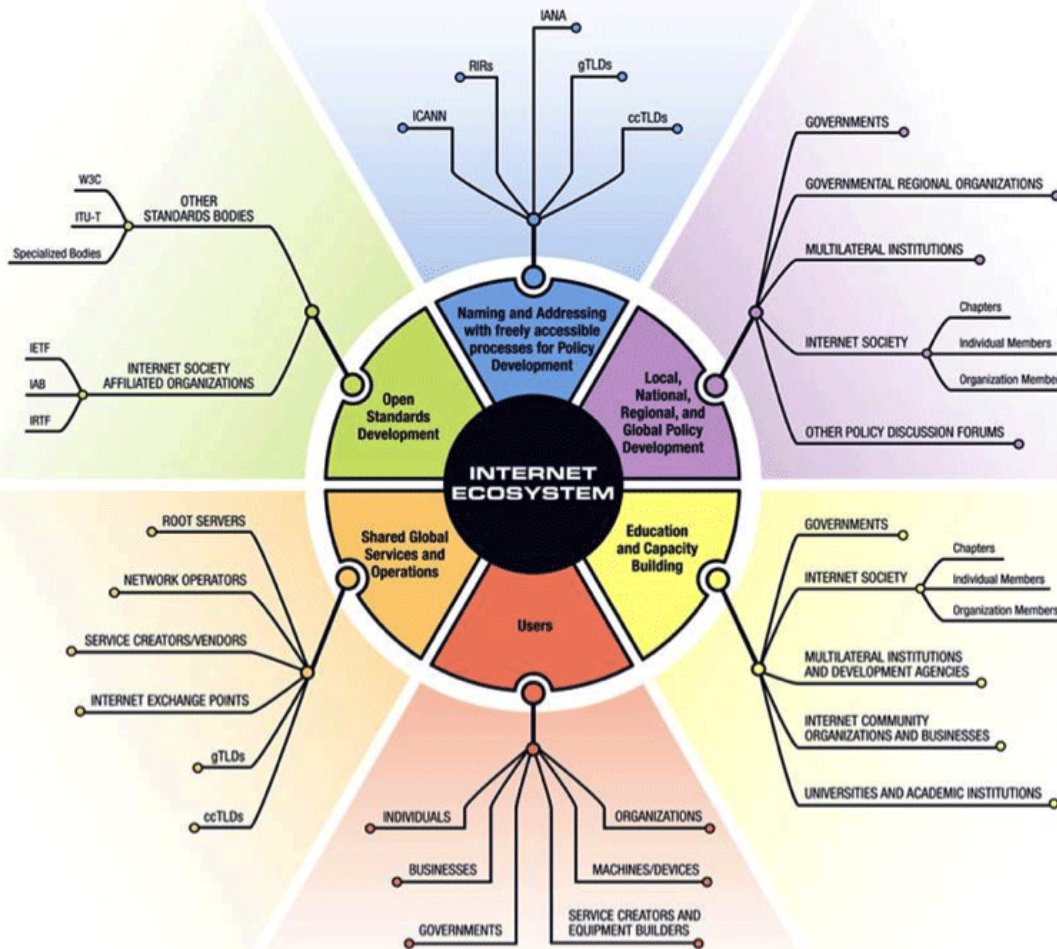 IANA
RIRs
gTLDs
ICANN
ccTLDs
GOVERNMENTS
GOVERNMENTAL REGIONAL ORGANIZATIONS
MULTILATERAL INSTITUTIONS
INTERNET SOCIETY
Chapters
Individual Members
Organization Member
OTHER POLICY DISCUSSION FORUMS
W3C
ITU-T
Specialized Bodies
OTHER
STANDARDS BODIES
IETF
IAB
IRTF
INTERNET SOCIETY
AFFILIATED ORGANIZATIONS
Naming and Addressing
with freely accessible
processes for Policy
Development
Open
Standards
Development
Local,
National,
Regional, and
Global Policy
Development
INTERNET
ECOSYSTEM
Shared Global
Services and
Operations
Education
and Capacity
Building
Users
ROOT SERVERS
NETWORK OPERATORS
SERVICE CREATORS/VENDORS
INTERNET EXCHANGE POINTS
gTLDs
ccTLDs
GOVERNMENTS
INTERNET SOCIETY
Chapters
Individual Members
Organization Members
MULTILATERAL INSTITUTIONS
AND DEVELOPMENT AGENCIES
INTERNET COMMUNITY
ORGANIZATIONS AND BUSINESSES
UNIVERSITIES AND ACADEMIC INSTITUTIONS
INDIVIDUALS
BUSINESSES
GOVERNMENTS
ORGANIZATIONS
MACHINES/DEVICES
SERVICE CREATORS AND
EQUIPMENT BUILDERS